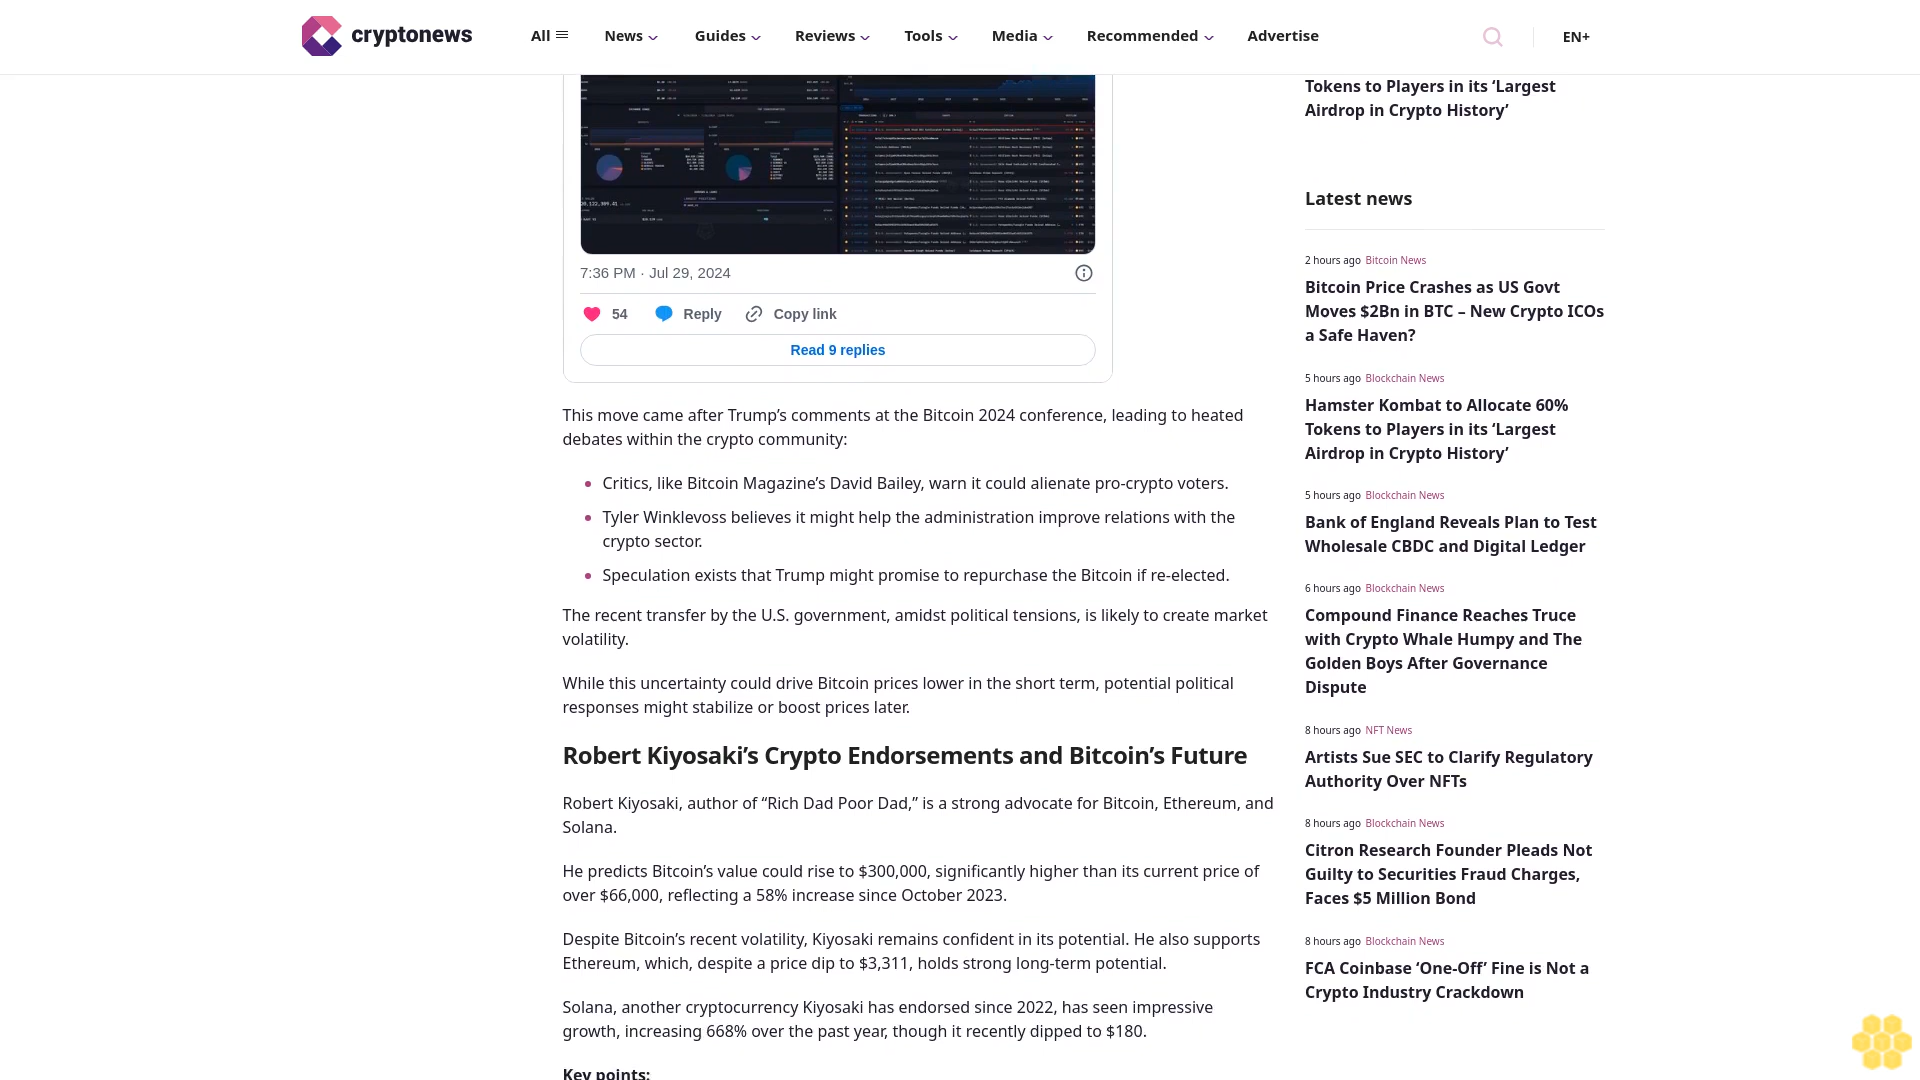 cryptonews
All
News
Guides
Reviews
Tools
Media
Recommended
Advertise
EN+
7:36 PM · Jul 29, 2024
54
Reply
Copy link
Read 9 replies
This move came after Trump’s comments at the Bitcoin 2024 conference, leading to heated
debates within the crypto community:
Critics, like Bitcoin Magazine’s David Bailey, warn it could alienate pro-crypto voters.
Tyler Winklevoss believes it might help the administration improve relations with the
crypto sector.
Speculation exists that Trump might promise to repurchase the Bitcoin if re-elected.
The recent transfer by the U.S. government, amidst political tensions, is likely to create market
volatility.
While this uncertainty could drive Bitcoin prices lower in the short term, potential political
responses might stabilize or boost prices later.
Robert Kiyosaki’s Crypto Endorsements and Bitcoin’s Future
Robert Kiyosaki, author of “Rich Dad Poor Dad,” is a strong advocate for Bitcoin, Ethereum, and
Solana.
He predicts Bitcoin’s value could rise to $300,000, significantly higher than its current price of
over $66,000, reflecting a 58% increase since October 2023.
Despite Bitcoin’s recent volatility, Kiyosaki remains confident in its potential. He also supports
Ethereum, which, despite a price dip to $3,311, holds strong long-term potential.
Solana, another cryptocurrency Kiyosaki has endorsed since 2022, has seen impressive
growth, increasing 668% over the past year, though it recently dipped to $180.
Key points:
Tokens to Players in its ‘Largest
Airdrop in Crypto History’
Latest news
2 hours ago Bitcoin News
Bitcoin Price Crashes as US Govt
Moves $2Bn in BTC – New Crypto ICOs
a Safe Haven?
5 hours ago Blockchain News
Hamster Kombat to Allocate 60%
Tokens to Players in its ‘Largest
Airdrop in Crypto History’
5 hours ago Blockchain News
Bank of England Reveals Plan to Test
Wholesale CBDC and Digital Ledger
6 hours ago Blockchain News
Compound Finance Reaches Truce
with Crypto Whale Humpy and The
Golden Boys After Governance
Dispute
8 hours ago NFT News
Artists Sue SEC to Clarify Regulatory
Authority Over NFTs
8 hours ago Blockchain News
Citron Research Founder Pleads Not
Guilty to Securities Fraud Charges,
Faces $5 Million Bond
8 hours ago Blockchain News
FCA Coinbase ‘One-Off’ Fine is Not a
Crypto Industry Crackdown